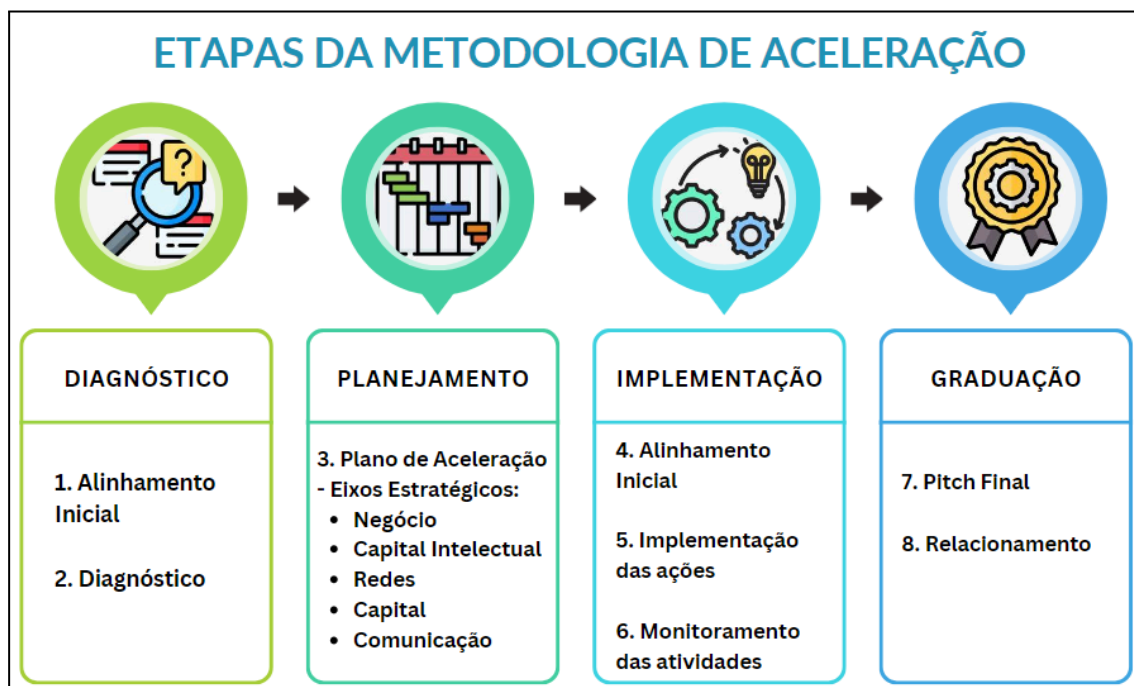 ETAPAS DA METODOLOGIA DE ACELERAÇÃO
?
DIAGNÓSTICO
1. Alinhamento
Inicial
2. Diagnóstico
PLANEJAMENTO
3. Plano de Aceleração
- Eixos Estratégicos:
• Negócio
• Capital Intelectual
• Redes
• Capital
• Comunicação
IMPLEMENTAÇÃO
4. Alinhamento
Inicial
5. Implementação
das ações
6. Monitoramento
das atividades
GRADUAÇÃO
7. Pitch Final
8. Relacionamento